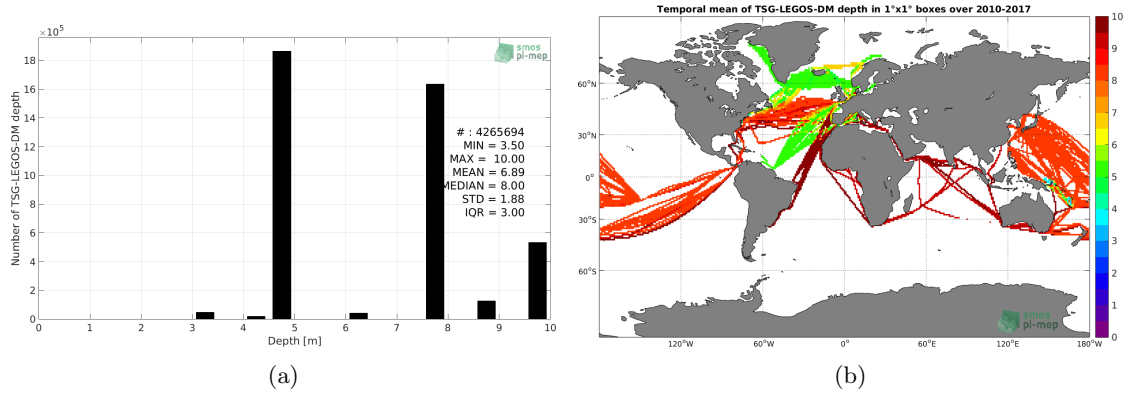 ×10⁵
18
16
14
12
10
8
6
4
2
0
Number of TSG-LEGOS-DM depth
smos
pi-mep
# : 4265694
MIN = 3.50
MAX = 10.00
MEAN = 6.89
MEDIAN = 8.00
STD = 1.88
IQR = 3.00
0 1 2 3 4 5 6 7 8 9 10
Depth [m]
(a)
Temporal mean of TSG-LEGOS-DM depth in 1°x1° boxes over 2010-2017
60°N
30°N
0°
30°S
60°S
smos
pi-mep
120°W 60°W 0° 60°E 120°E 180°W
10
9
8
7
6
5
4
3
2
1
0
(b)